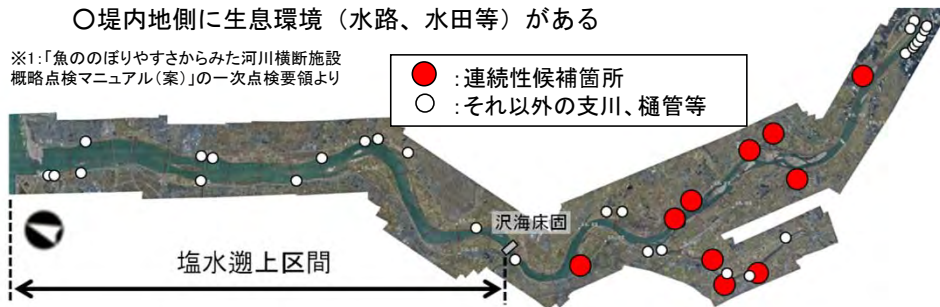 〇堤内地側に生息環境（水路、水田等）がある
※1:「魚ののぼりやすさからみた河川横断施設
概略点検マニュアル（案）」の一次点検要領より
:連続性候補箇所
:それ以外の支川、樋管等
沢海床固
塩水遡上区間